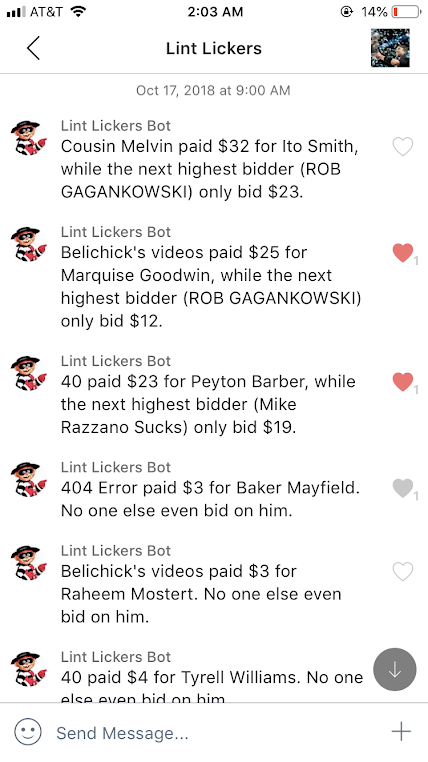 AT&T 2:03 AM 14%
Lint Lickers
Oct 17, 2018 at 9:00 AM
Lint Lickers Bot
Cousin Melvin paid $32 for Ito Smith,
while the next highest bidder (ROB
GAGANKOWSKI) only bid $23.
Lint Lickers Bot
Belichick's videos paid $25 for
Marquise Goodwin, while the next
highest bidder (ROB GAGANKOWSKI)
only bid $12.
1
Lint Lickers Bot
40 paid $23 for Peyton Barber, while
the next highest bidder (Mike
Razzano Sucks) only bid $19.
1
Lint Lickers Bot
404 Error paid $3 for Baker Mayfield.
No one else even bid on him.
1
Lint Lickers Bot
Belichick's videos paid $3 for
Raheem Mostert. No one else even
bid on him.
Lint Lickers Bot
40 paid $4 for Tyrell Williams. No one
else even bid on him
Send Message...